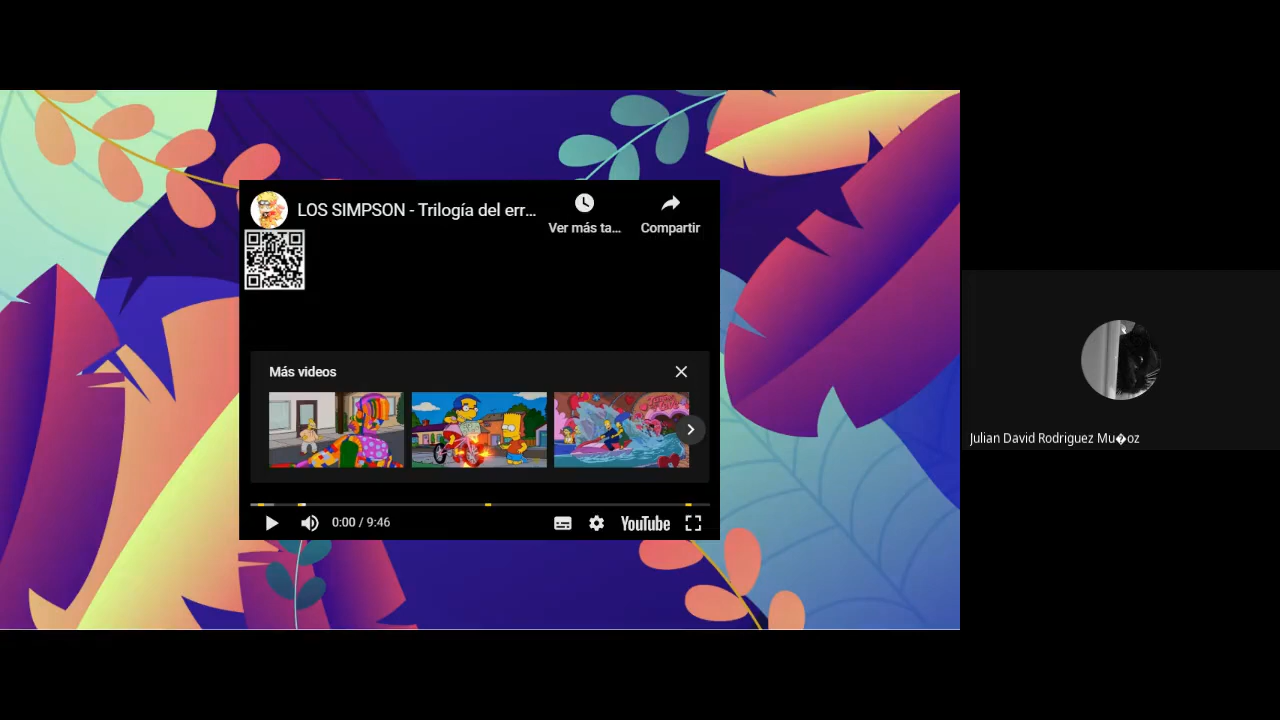 LOS SIMPSON - Trilogía del err...
Ver más ta...
Compartir
Más videos
0:00 / 9:46
YouTube
Julian David Rodriguez Mu�oz